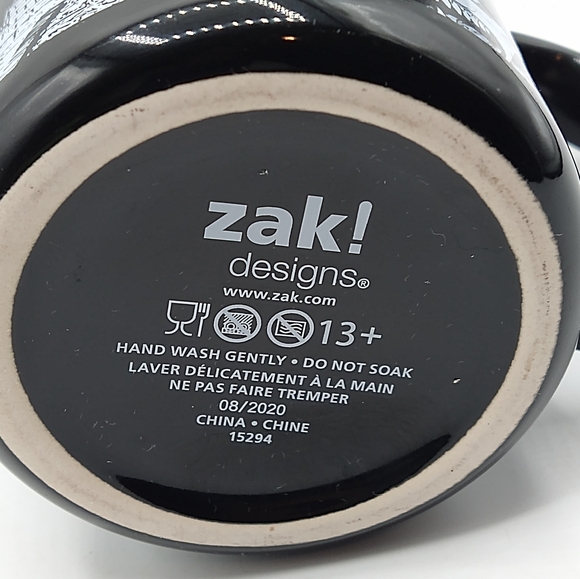 zak!
designs®
www.zak.com
13+
HAND WASH GENTLY • DO NOT SOAK
LAVER DÉLICATEMENT À LA MAIN
NE PAS FAIRE TREMPER
08/2020
CHINA • CHINE
15294